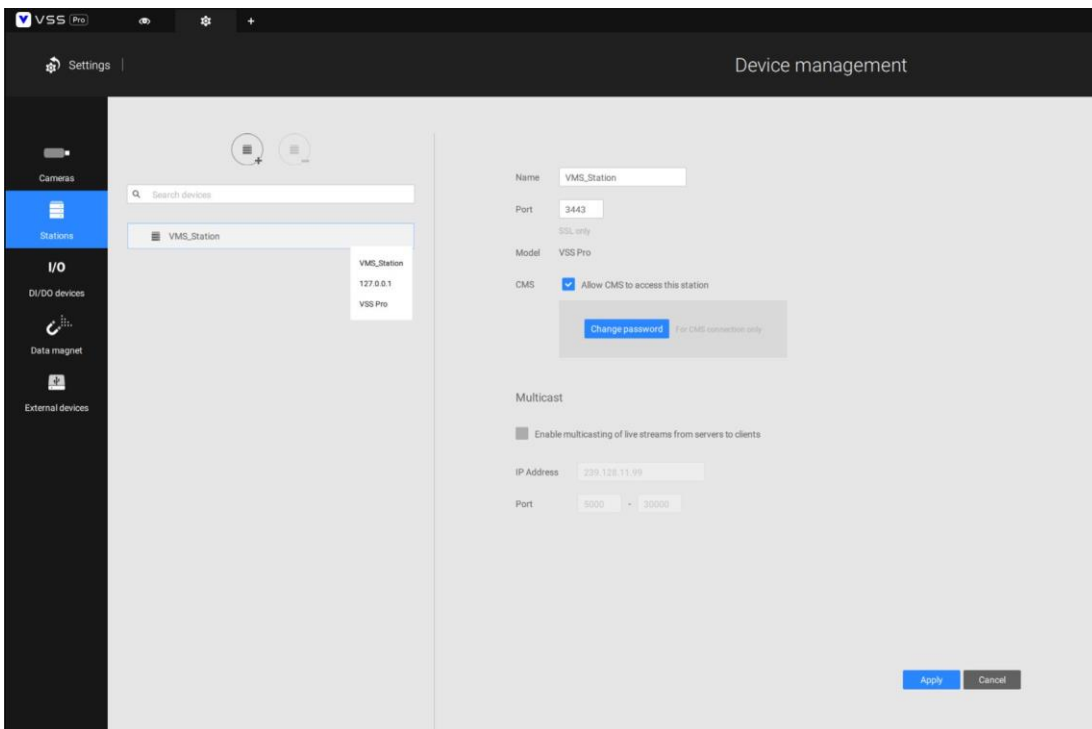 VSS Pro
Settings
Device management
Cameras
Stations
I/O
DI/DO devices
Data magnet
External devices
Search devices
VMS_Station
VMS_Station
127.0.0.1
VSS Pro
Name VMS_Station
Port 3443
SSL only
Model VSS Pro
CMS Allow CMS to access this station
Change password For CMS connection only
Multicast
Enable multicasting of live streams from servers to clients
IP Address 239.128.11.99
Port 5000 - 30000
Apply Cancel